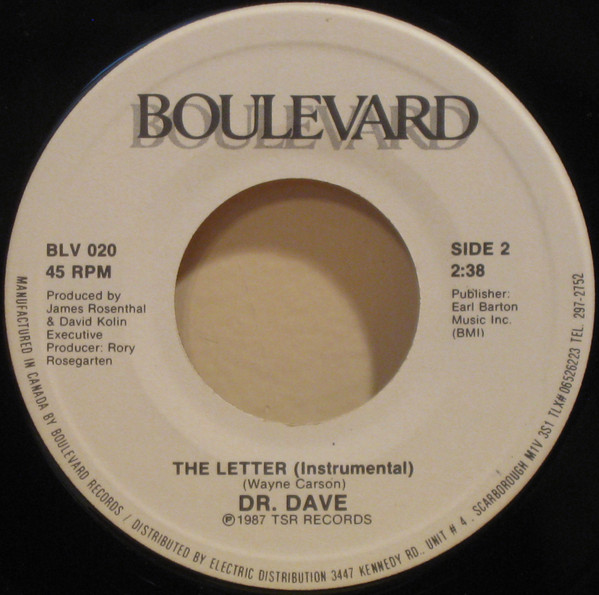 BOULEVARD
BLV 020
45 RPM
Produced by
James Rosenthal
& David Kolin
Executive
Producer: Rory
Rosegarten
SIDE 2
2:38
Publisher:
Earl Barton
Music Inc.
(BMI)
THE LETTER (Instrumental)
(Wayne Carson)
DR. DAVE
Ⓟ1987 TSR RECORDS
MANUFACTURED IN CANADA BY BOULEVARD RECORDS / DISTRIBUTED BY ELECTRIC DISTRIBUTION 3447 KENNEDY RD., UNIT # 4, SCARBOROUGH M1V 3S1 TLX# 06526223 TEL. 297-2752